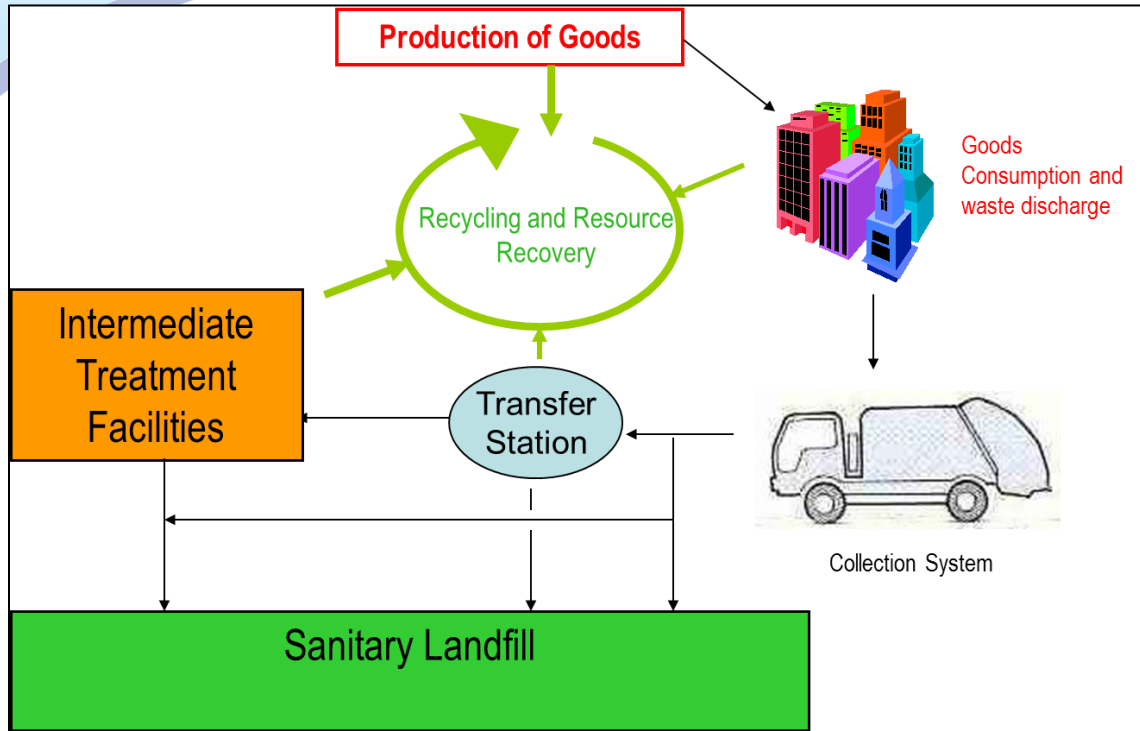 Production of Goods
Goods
Consumption and
waste discharge
Recycling and Resource
Recovery
Intermediate
Treatment
Facilities
Transfer
Station
Collection System
Sanitary Landfill